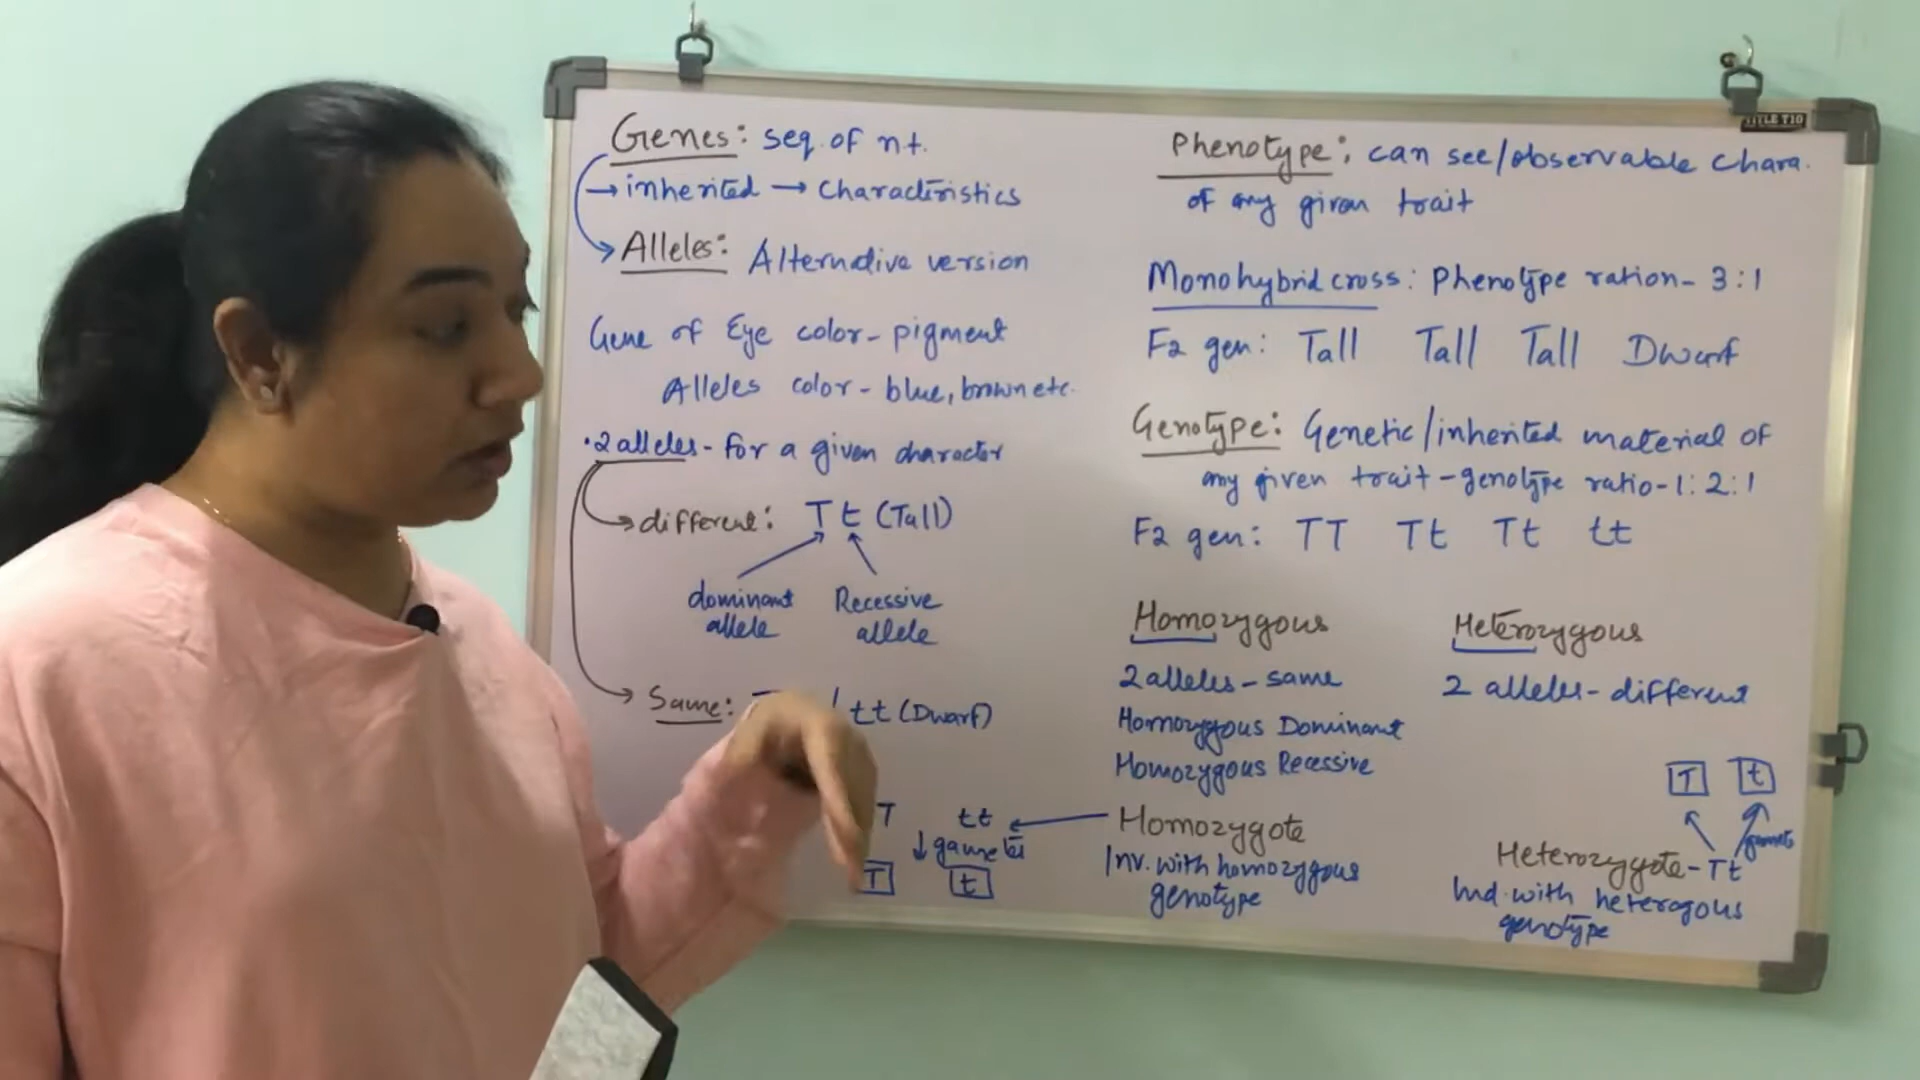 Genes: seq. of nt.
→ inherited → Characteristics
Alleles: Alternative version
Gene of Eye color - pigment
Alleles color - blue, brown etc.
• 2 alleles - for a given character
→ different: T t (Tall)
dominant allele
Recessive allele
→ Same: / tt (Dwarf)
T tt
↓ gametes
T t
Phenotype: can see/observable chara.
of any given trait
Monohybrid cross: Phenotype ration - 3:1
F2 gen: Tall Tall Tall Dwarf
Genotype: Genetic/inherited material of
any given trait - genotype ratio - 1:2:1
F2 gen: TT Tt Tt tt
Homozygous
2 alleles - same
Homozygous Dominant
Homozygous Recessive
Homozygote
Inv. with homozygous
genotype
Heterozygous
2 alleles - different
T t
gamets
Heterozygote - Tt
Ind. with heterogous
genotype